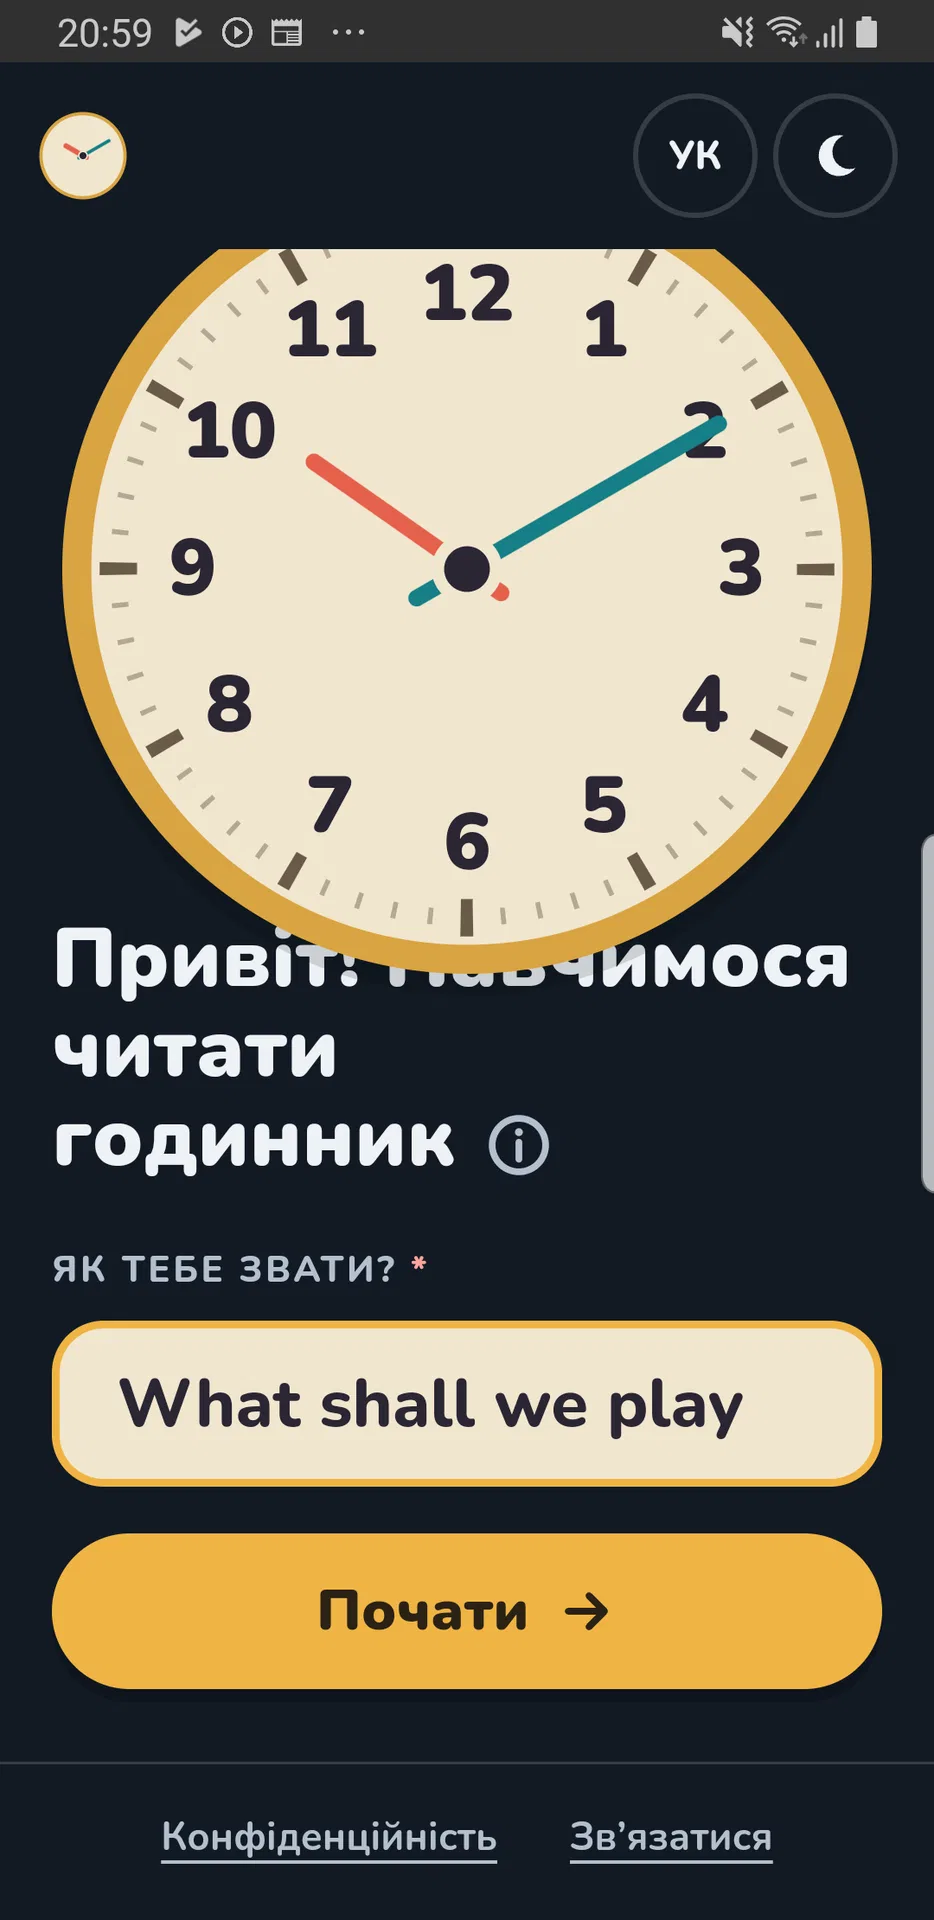 20:59
УК
12
11
1
10
2
9
3
8
4
7
5
6
Привіт! Навчимося
читати
годинник
ЯК ТЕБЕ ЗВАТИ? *
What shall we play
Почати →
Конфіденційність Зв’язатися